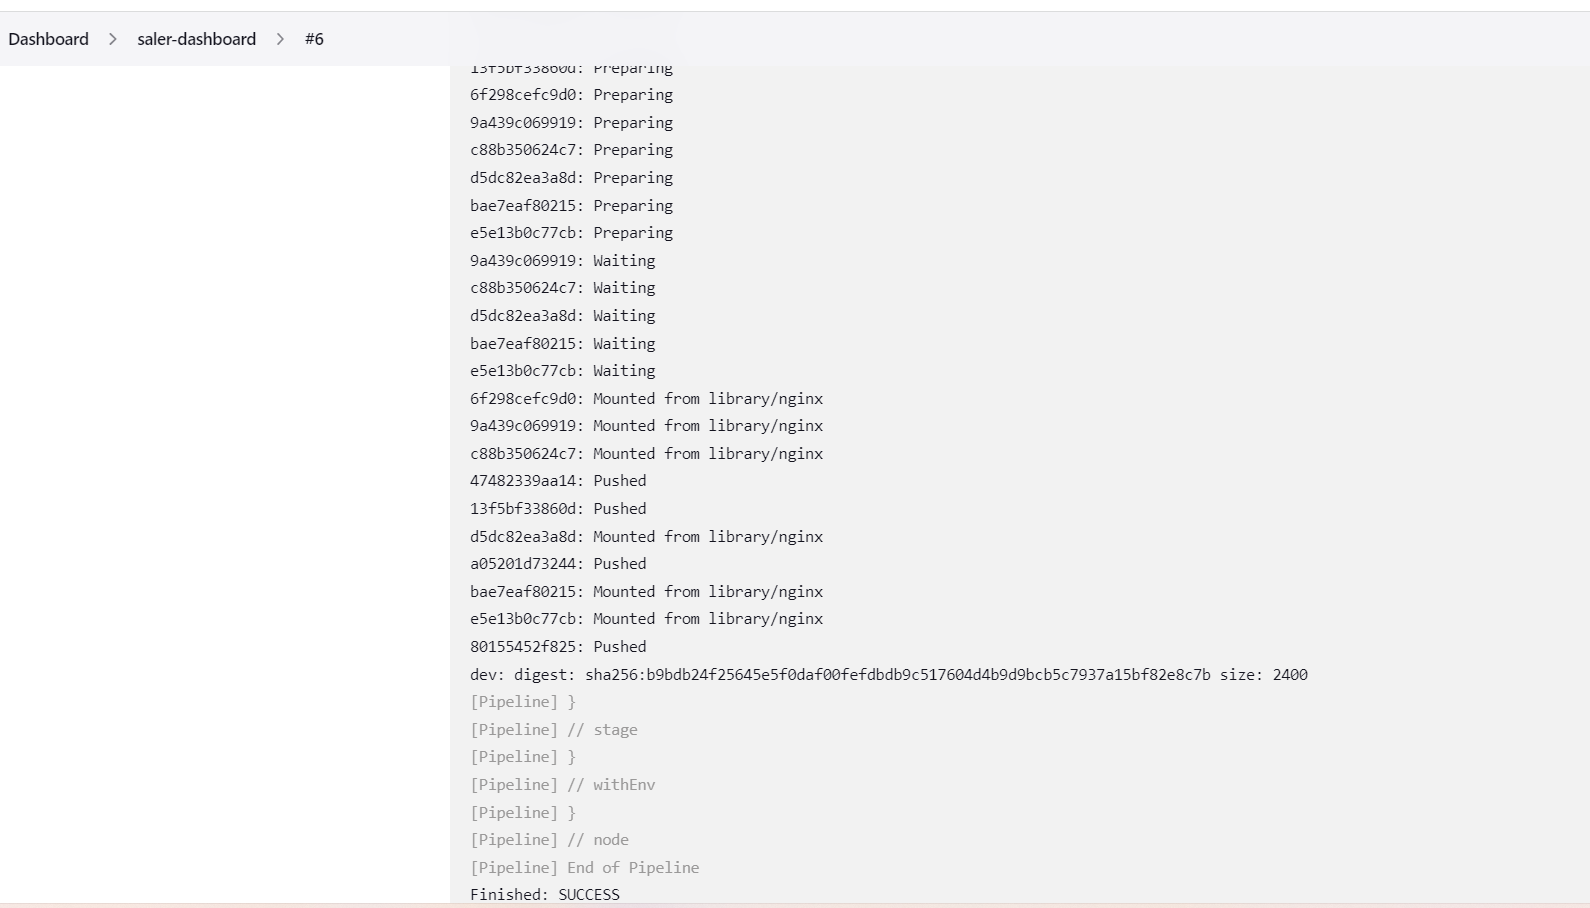 Dashboard > saler-dashboard > #6
13f5bf33860d: Preparing
6f298cefc9d0: Preparing
9a439c069919: Preparing
c88b350624c7: Preparing
d5dc82ea3a8d: Preparing
bae7eaf80215: Preparing
e5e13b0c77cb: Preparing
9a439c069919: Waiting
c88b350624c7: Waiting
d5dc82ea3a8d: Waiting
bae7eaf80215: Waiting
e5e13b0c77cb: Waiting
6f298cefc9d0: Mounted from library/nginx
9a439c069919: Mounted from library/nginx
c88b350624c7: Mounted from library/nginx
47482339aa14: Pushed
13f5bf33860d: Pushed
d5dc82ea3a8d: Mounted from library/nginx
a05201d73244: Pushed
bae7eaf80215: Mounted from library/nginx
e5e13b0c77cb: Mounted from library/nginx
80155452f825: Pushed
dev: digest: sha256:b9bdb24f25645e5f0daf00fefdbdb9c517604d4b9d9bcb5c7937a15bf82e8c7b size: 2400
[Pipeline] }
[Pipeline] // stage
[Pipeline] }
[Pipeline] // withEnv
[Pipeline] }
[Pipeline] // node
[Pipeline] End of Pipeline
Finished: SUCCESS